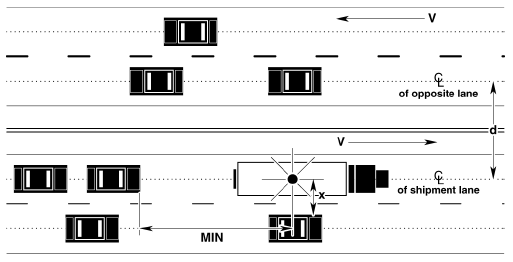 V
℄
of opposite lane
d
V
℄
of shipment lane
x
MIN